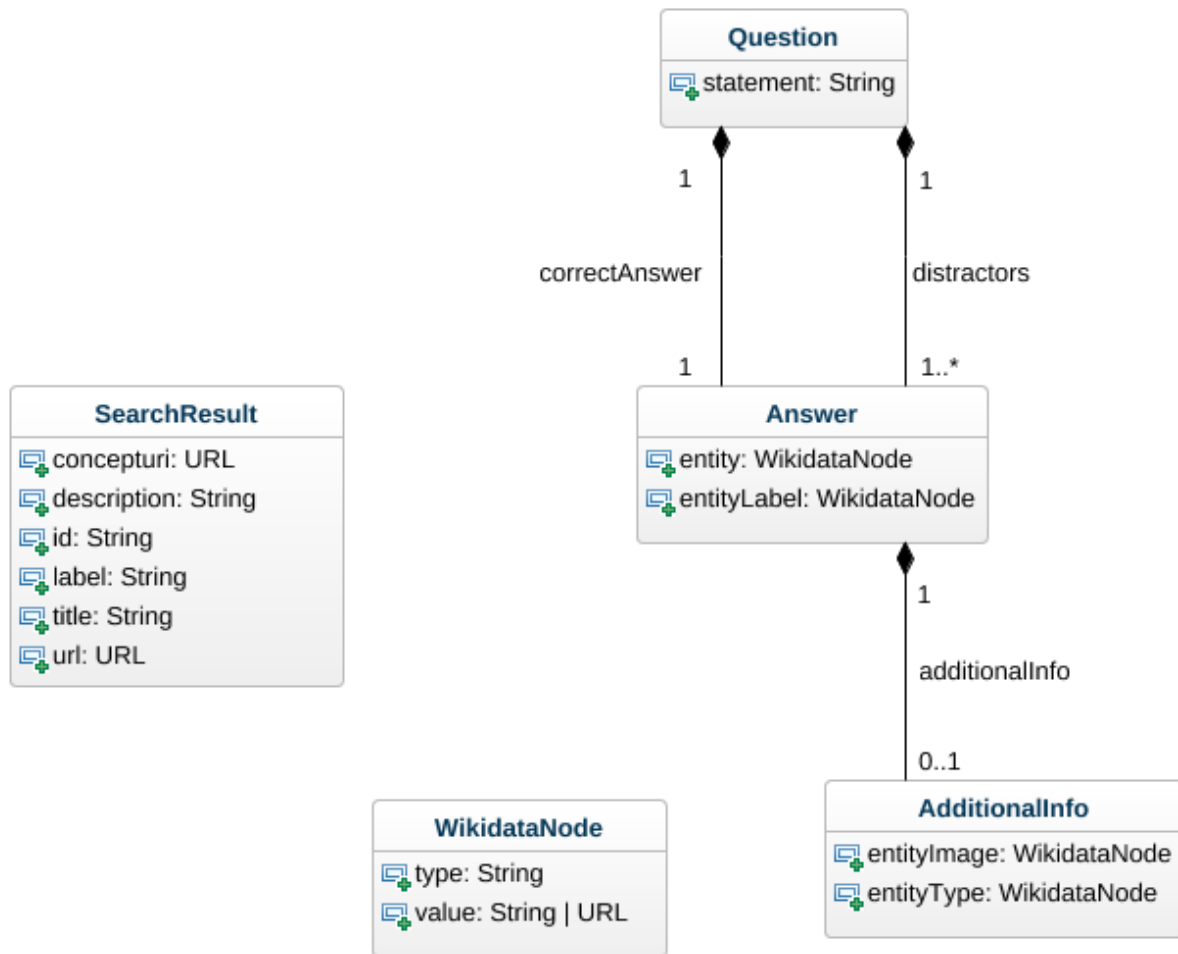 Question
statement: String
1
1
correctAnswer
distractors
1
1..*
SearchResult
concepturi: URL
description: String
id: String
label: String
title: String
url: URL
Answer
entity: WikidataNode
entityLabel: WikidataNode
1
additionalInfo
0..1
WikidataNode
type: String
value: String | URL
AdditionalInfo
entityImage: WikidataNode
entityType: WikidataNode